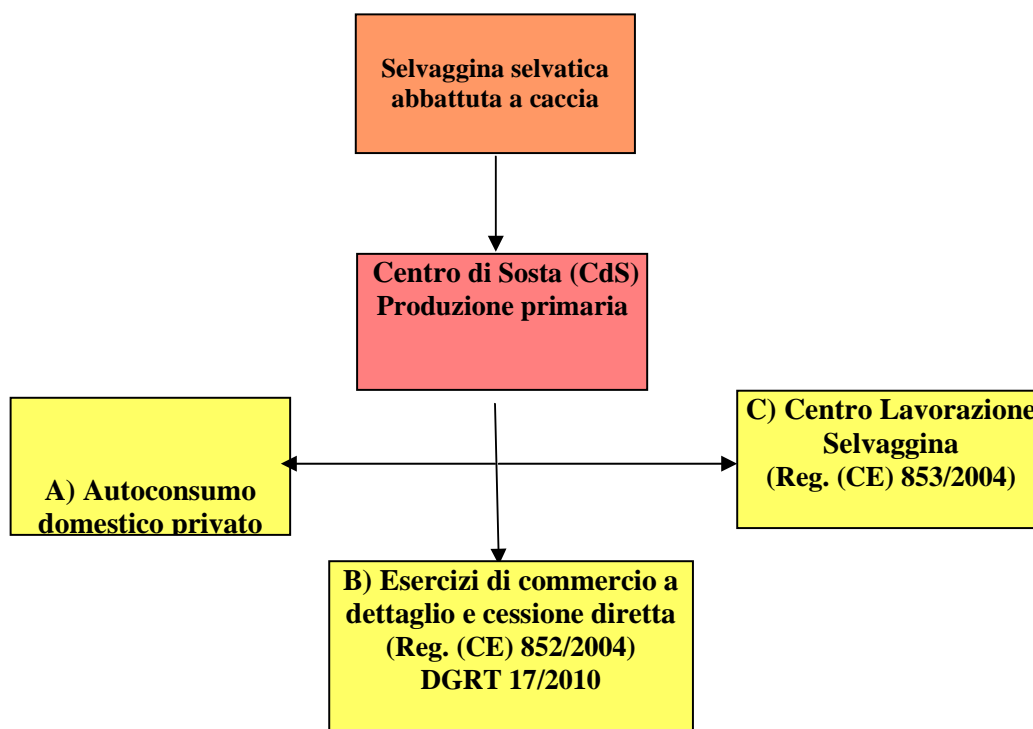 Selvaggina selvatica
abbattuta a caccia
Centro di Sosta (CdS)
Produzione primaria
A) Autoconsumo
domestico privato
C) Centro Lavorazione
Selvaggina
(Reg. (CE) 853/2004)
B) Esercizi di commercio a
dettaglio e cessione diretta
(Reg. (CE) 852/2004)
DGRT 17/2010